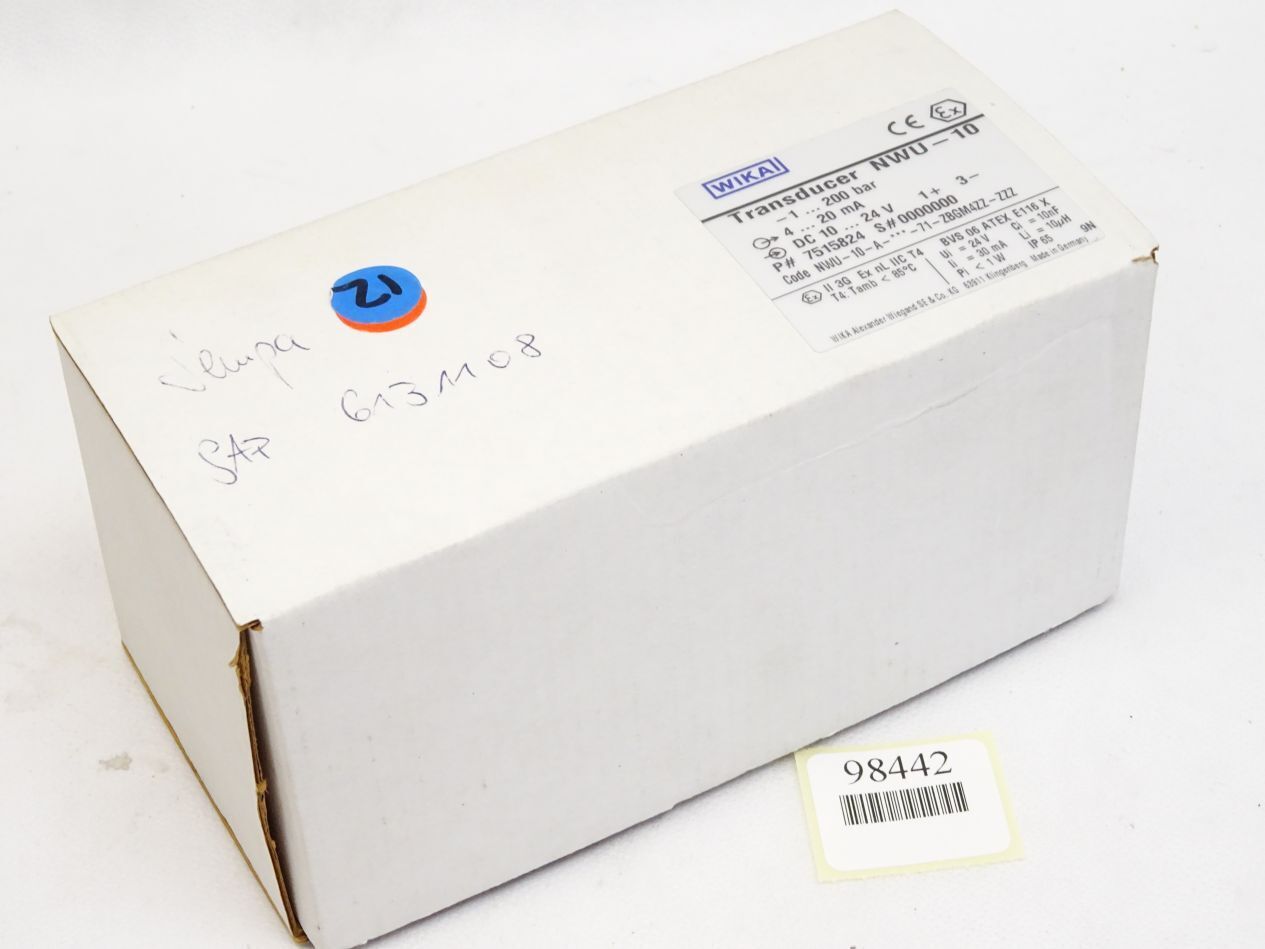 WIKA
CE Ex
Transducer NWU-10
-1 ... 200 bar
4 ... 20 mA
DC 10 ... 24 V 1+ 3-
P# 7515824 S#0000000
Code NWU-10-A-***-71-ZBGM4ZZ-ZZZ
Ex II 3G Ex nL IIC T4
T4: Tamb < 85°C
BVS 06 ATEX E116 X
Ui = 24 V Ci = 10nF
Ii = 30 mA Li = 10µH
Pi < 1 W IP 65 9N
WIKA Alexander Wiegand SE & Co. KG 63911 Klingenberg Made in Germany
21
SAP 6131108
98442